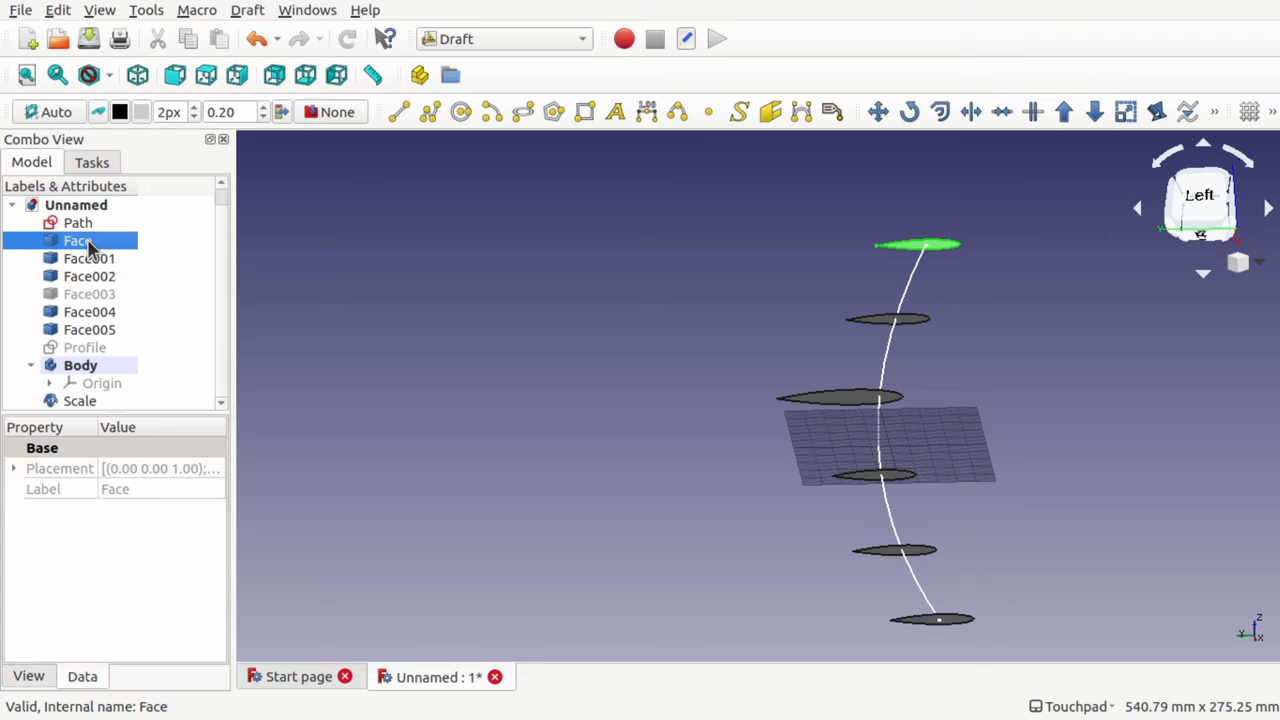 File Edit View Tools Macro Draft Windows Help
Draft
Auto 2px 0.20 None
Combo View
Model Tasks
Labels & Attributes
Unnamed
Path
Face
Face001
Face002
Face003
Face004
Face005
Profile
Body
Origin
Scale
Property Value
Base
Placement [(0.00 0.00 1.00);...
Label Face
View Data
Left
Z
Y
X
Start page
Unnamed : 1*
Valid, Internal name: Face
Touchpad 540.79 mm x 275.25 mm